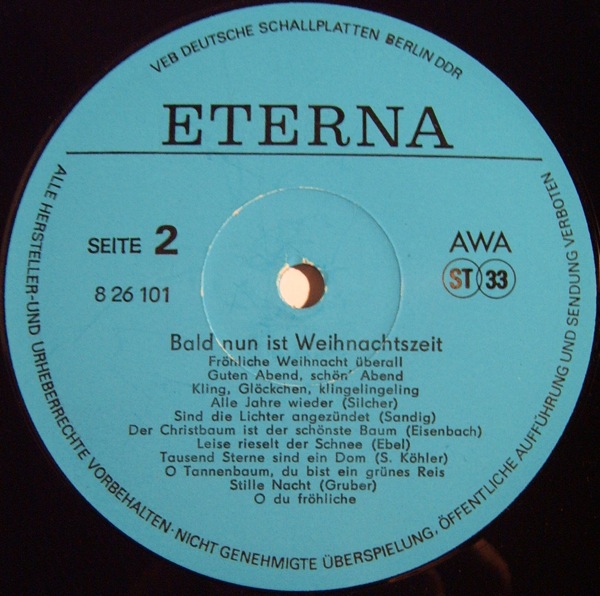 VEB DEUTSCHE SCHALLPLATTEN BERLIN DDR
ETERNA
SEITE 2
8 26 101
AWA
ST 33
Bald nun ist Weihnachtszeit
Fröhliche Weihnacht überall
Guten Abend, schön' Abend
Kling, Glöckchen, klingelingeling
Alle Jahre wieder (Silcher)
Sind die Lichter angezündet (Sandig)
Der Christbaum ist der schönste Baum (Eisenbach)
Leise rieselt der Schnee (Ebel)
Tausend Sterne sind ein Dom (S. Köhler)
O Tannenbaum, du bist ein grünes Reis
Stille Nacht (Gruber)
O du fröhliche
ALLE HERSTELLER-UND URHEBERRECHTE VORBEHALTEN·NICHT GENEHMIGTE ÜBERSPIELUNG, ÖFFENTLICHE AUFFÜHRUNG UND SENDUNG VERBOTEN